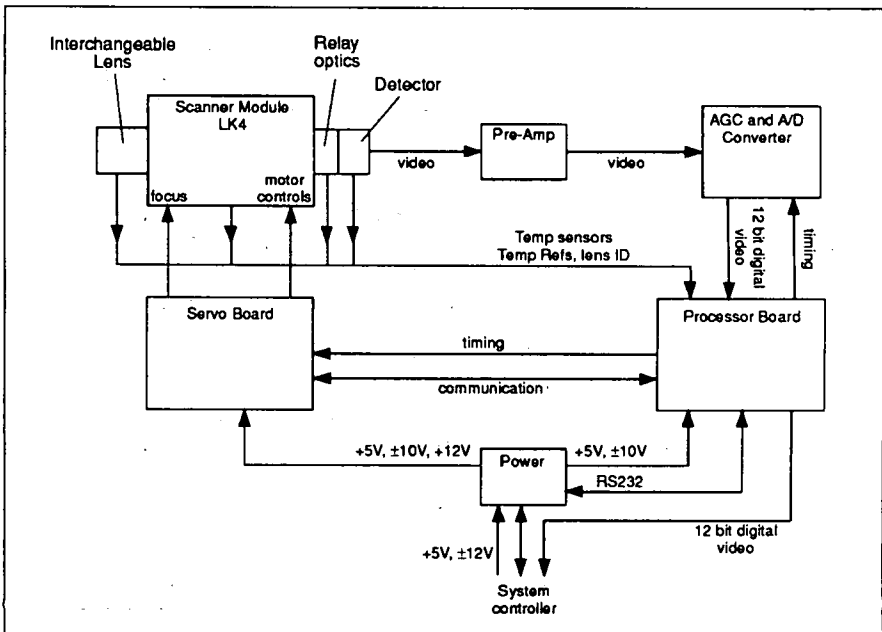 Interchangeable
Lens
Relay
optics
Detector
Scanner Module
LK4
focus
motor
controls
video
Pre-Amp
video
AGC and A/D
Converter
12 bit digital
video
timing
Temp sensors
Temp Refs, lens ID
Servo Board
Processor Board
timing
communication
+5V, ±10V, +12V
Power
+5V, ±10V
RS232
+5V, ±12V
System
controller
12 bit digital
video